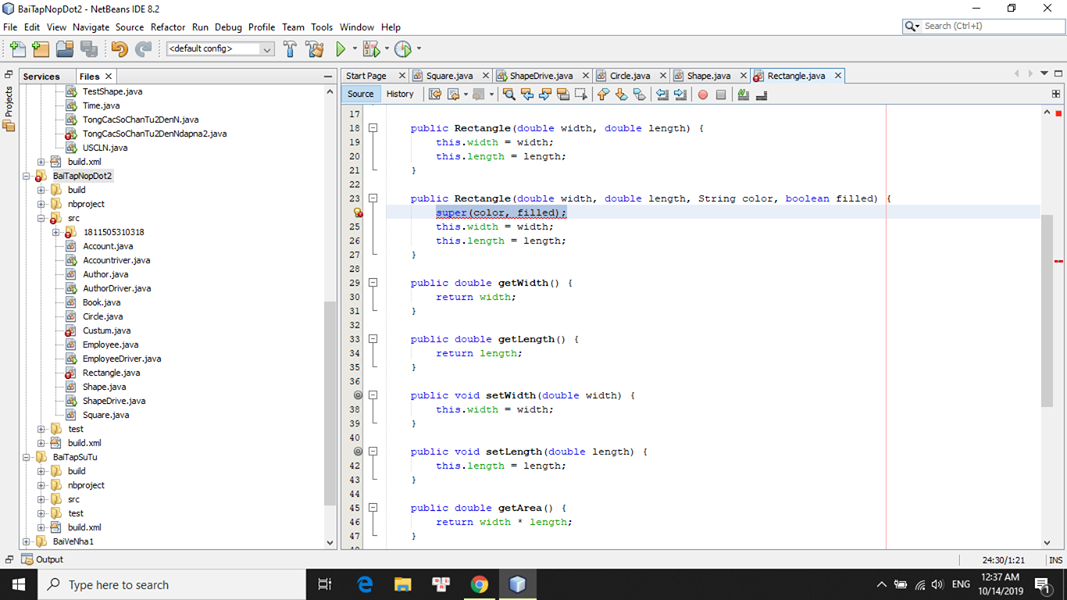 BaiTapNopDot2 - NetBeans IDE 8.2
File Edit View Navigate Source Refactor Run Debug Profile Team Tools Window Help
Search (Ctrl+I)
<default config>
Projects
Services Files
Start Page Square.java ShapeDrive.java Circle.java Shape.java Rectangle.java
Source History
TestShape.java
Time.java
TongCacSoChanTu2DenN.java
TongCacSoChanTu2DenNdapna2.java
USCLN.java
build.xml
BaiTapNopDot2
build
nbproject
src
1811505310318
Account.java
Accountriver.java
Author.java
AuthorDriver.java
Book.java
Circle.java
Custum.java
Employee.java
EmployeeDriver.java
Rectangle.java
Shape.java
ShapeDrive.java
Square.java
test
build.xml
BaiTapSuTu
build
nbproject
src
test
build.xml
BaiVeNha1
17
18 public Rectangle(double width, double length) {
19 this.width = width;
20 this.length = length;
21 }
22
23 public Rectangle(double width, double length, String color, boolean filled) {
super(color, filled);
25 this.width = width;
26 this.length = length;
27 }
28
29 public double getWidth() {
30 return width;
31 }
32
33 public double getLength() {
34 return length;
35 }
36
public void setWidth(double width) {
38 this.width = width;
39 }
40
public void setLength(double length) {
42 this.length = length;
43 }
44
45 public double getArea() {
46 return width * length;
47 }
Output
24:30/1:21 INS
Type here to search
ENG
12:37 AM
10/14/2019
1